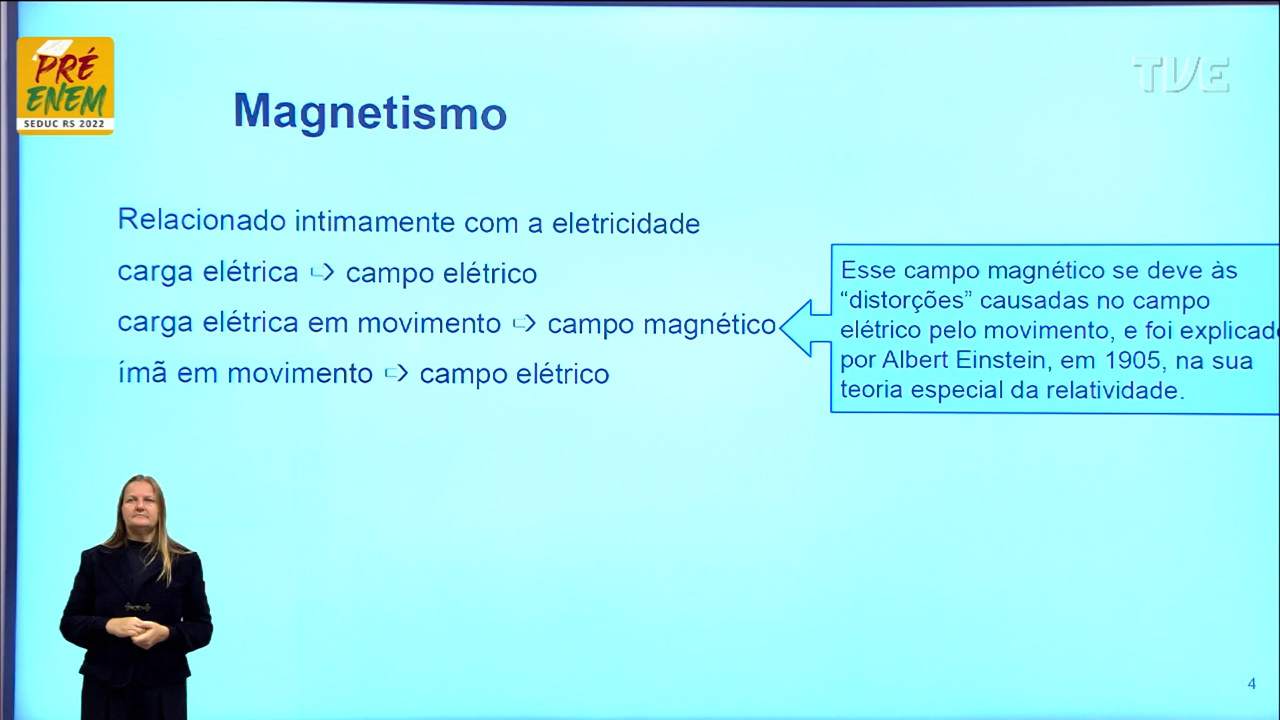 PRÉ
ENEM
SEDUC RS 2022
TVE
Magnetismo
Relacionado intimamente com a eletricidade
carga elétrica ➪ campo elétrico
carga elétrica em movimento ➪ campo magnético
ímã em movimento ➪ campo elétrico
Esse campo magnético se deve às
“distorções” causadas no campo
elétrico pelo movimento, e foi explicado
por Albert Einstein, em 1905, na sua
teoria especial da relatividade.
4